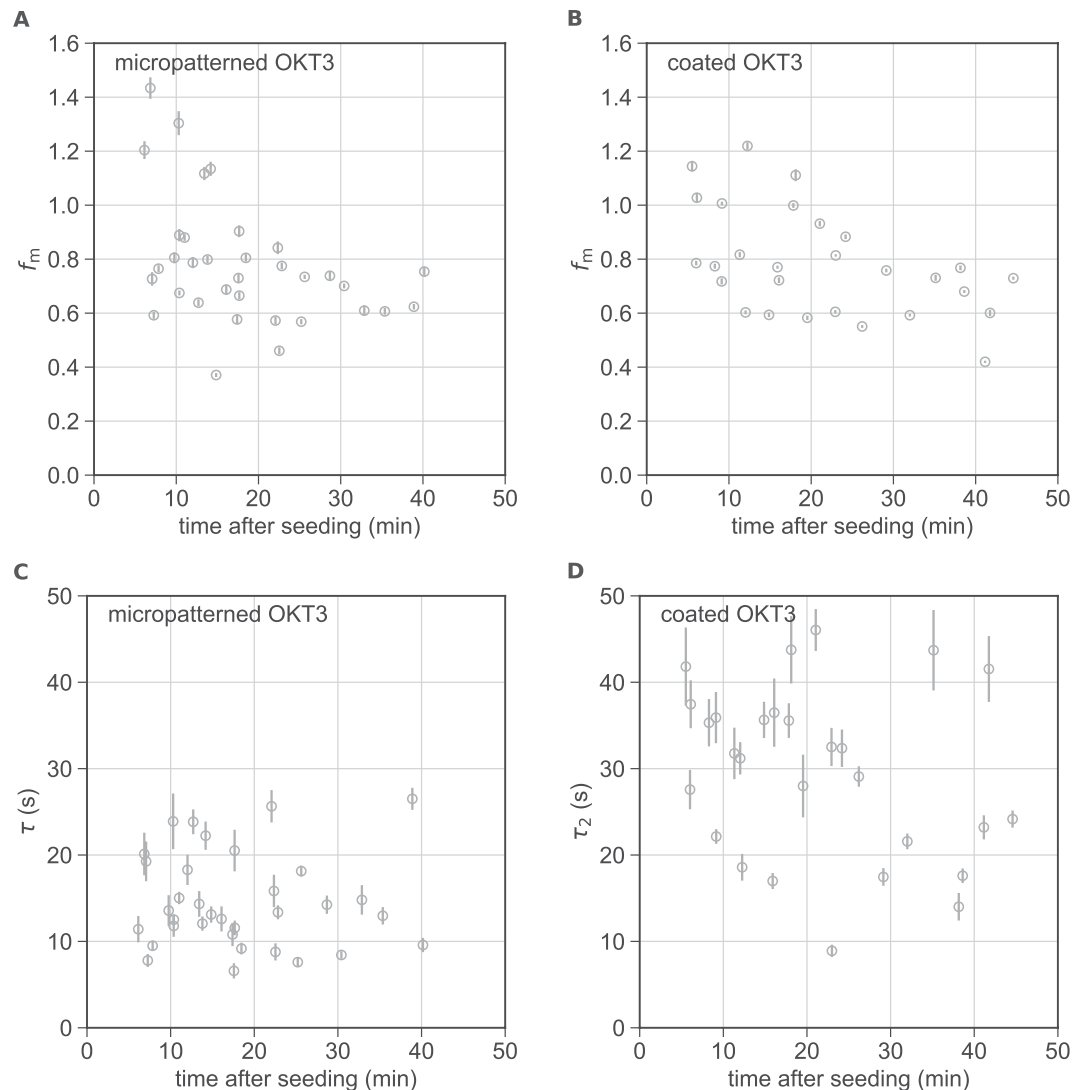 A
1.6
1.4
1.2
1.0
0.8
0.6
0.4
0.2
0.0
f_m
micropatterned OKT3
0 10 20 30 40 50
time after seeding (min)
B
1.6
1.4
1.2
1.0
0.8
0.6
0.4
0.2
0.0
f_m
coated OKT3
0 10 20 30 40 50
time after seeding (min)
C
50
40
30
20
10
0
τ (s)
micropatterned OKT3
0 10 20 30 40 50
time after seeding (min)
D
50
40
30
20
10
0
τ₂ (s)
coated OKT3
0 10 20 30 40 50
time after seeding (min)